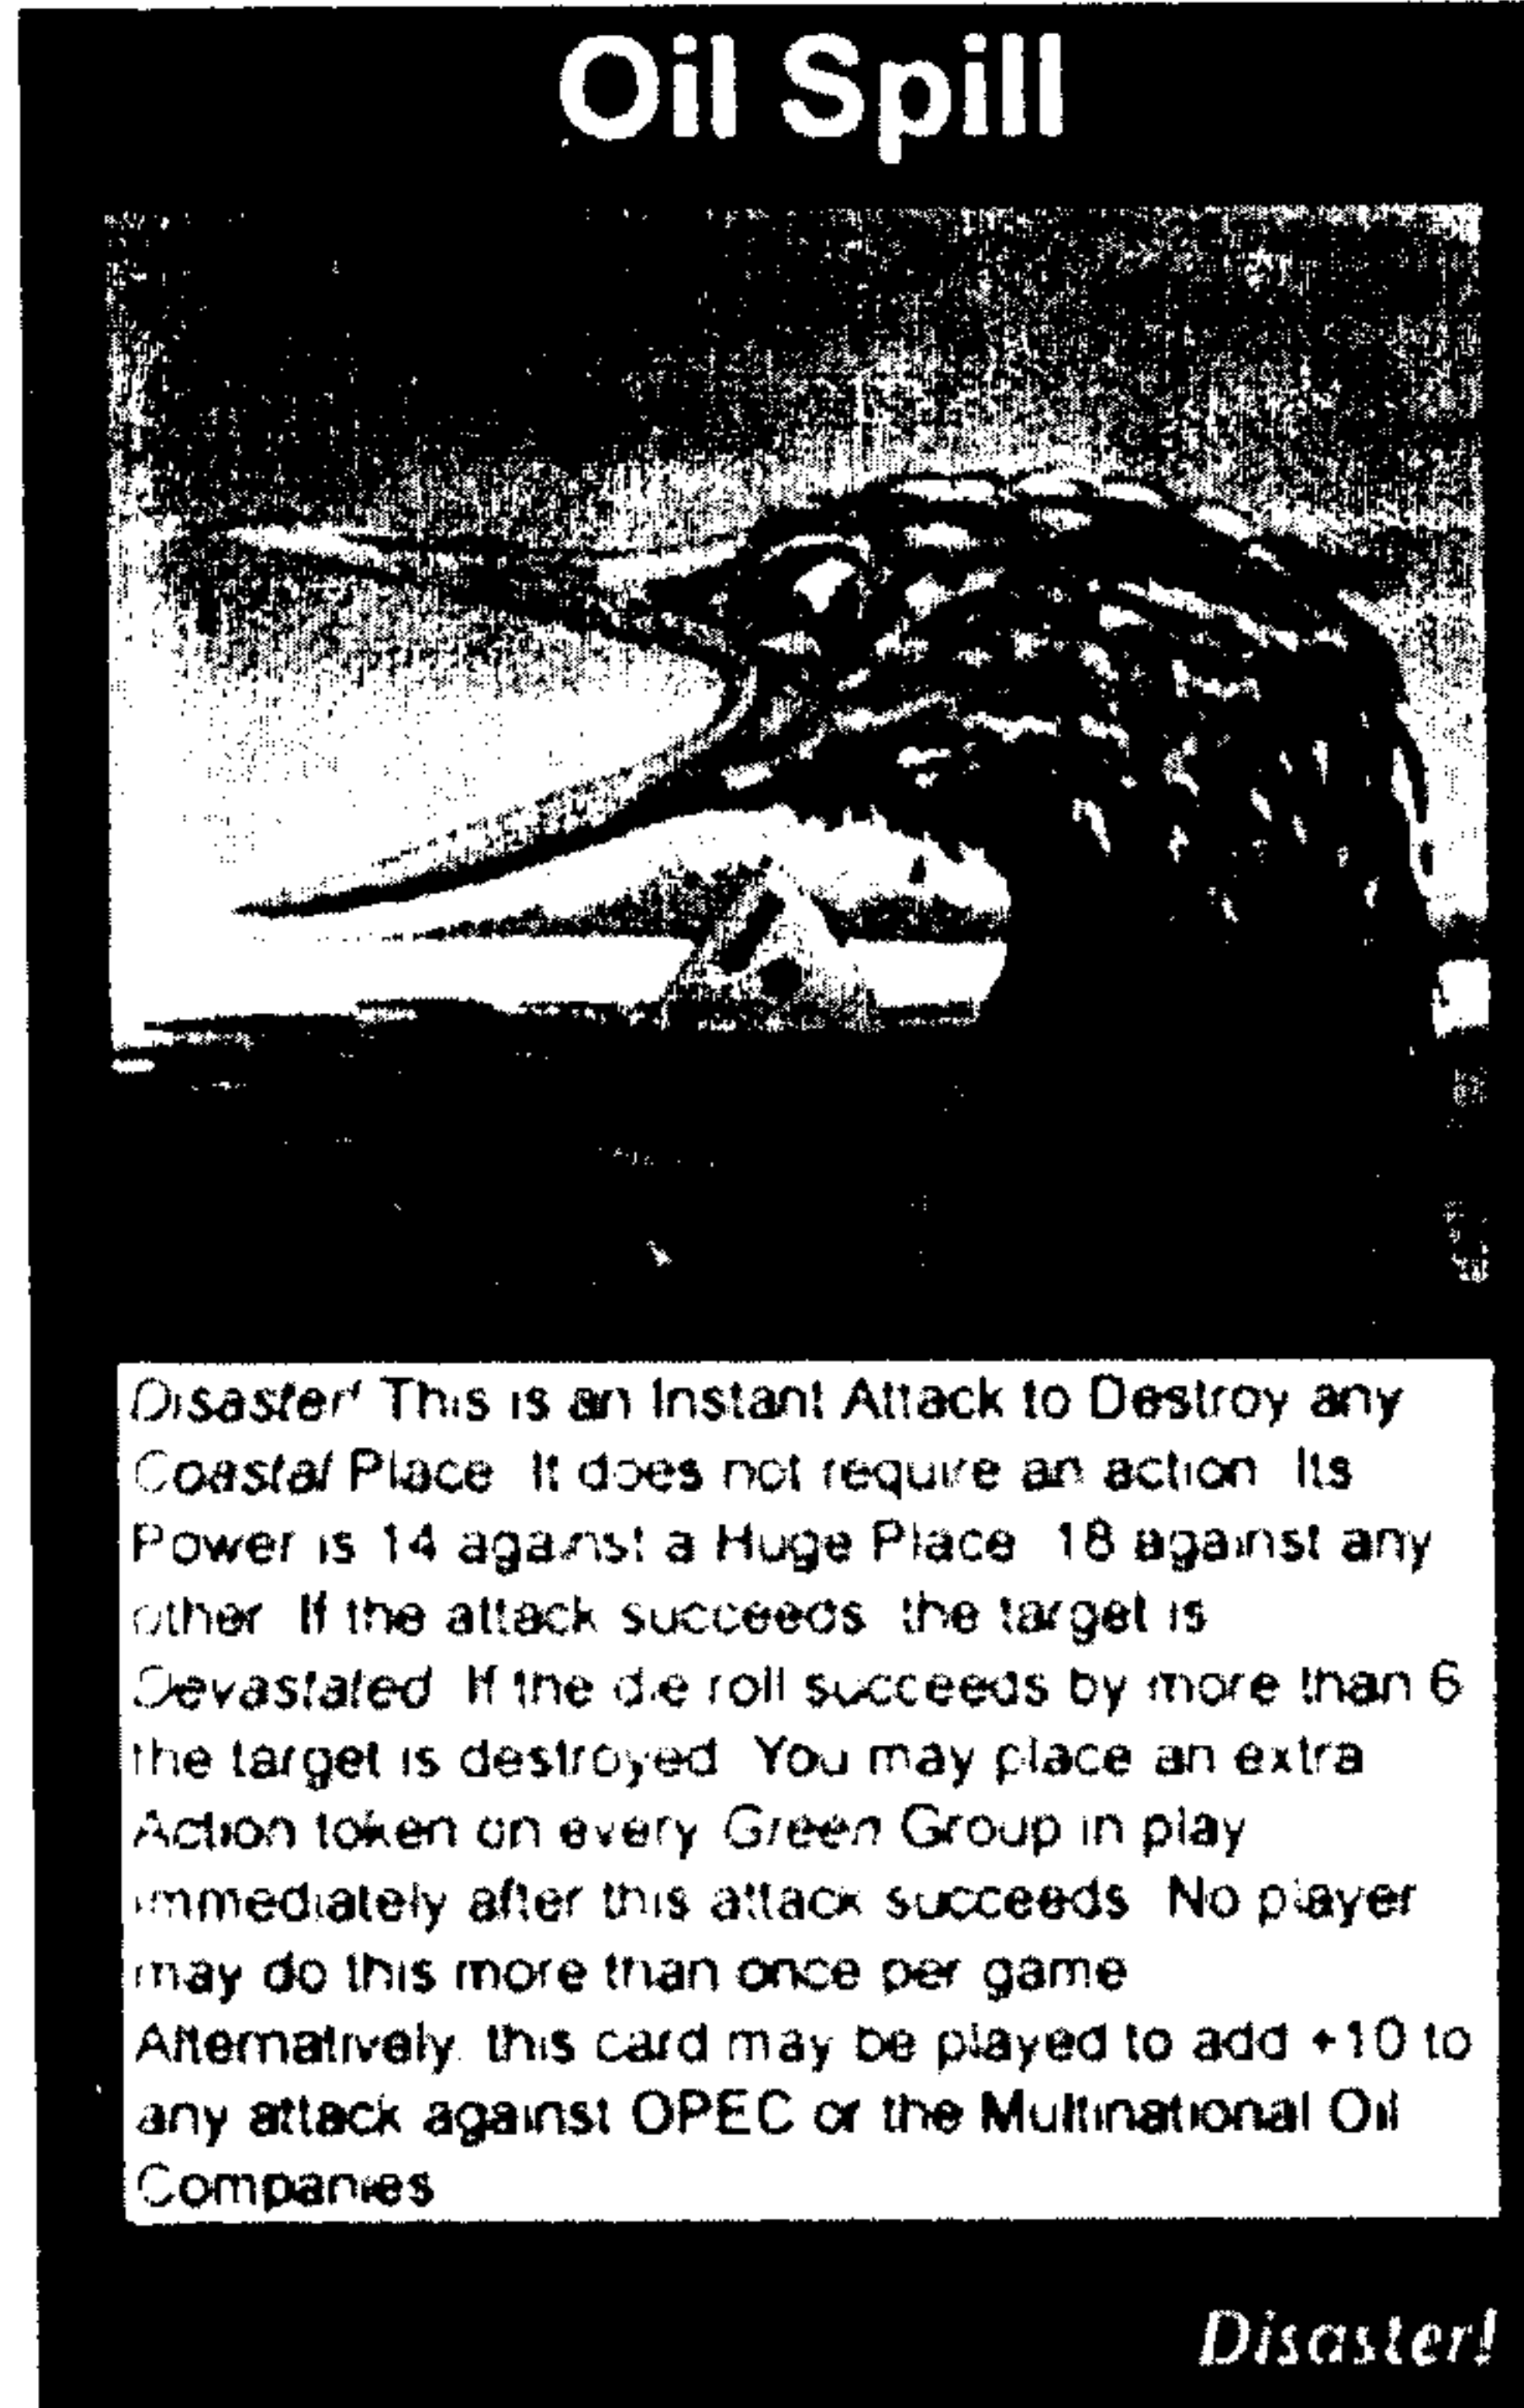 Oil Spill
Disaster! This is an Instant Attack to Destroy any
Coastal Place. It does not require an action. Its
Power is 14 against a Huge Place, 18 against any
other. If the attack succeeds, the target is
Devastated. If the die roll succeeds by more than 6
the target is destroyed. You may place an extra
Action token on every Green Group in play
immediately after this attack succeeds. No player
may do this more than once per game.
Alternatively, this card may be played to add +10 to
any attack against OPEC or the Multinational Oil
Companies
Disaster!